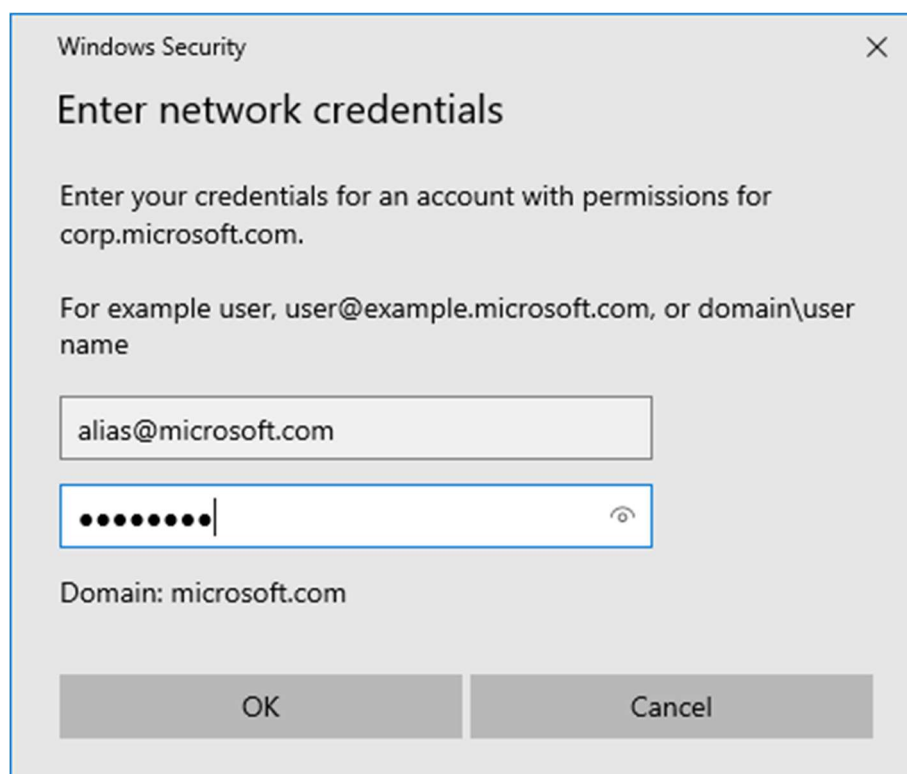 Windows Security
Enter network credentials
Enter your credentials for an account with permissions for
corp.microsoft.com.
For example user, user@example.microsoft.com, or domain\user
name
alias@microsoft.com
••••••••
Domain: microsoft.com
OK
Cancel